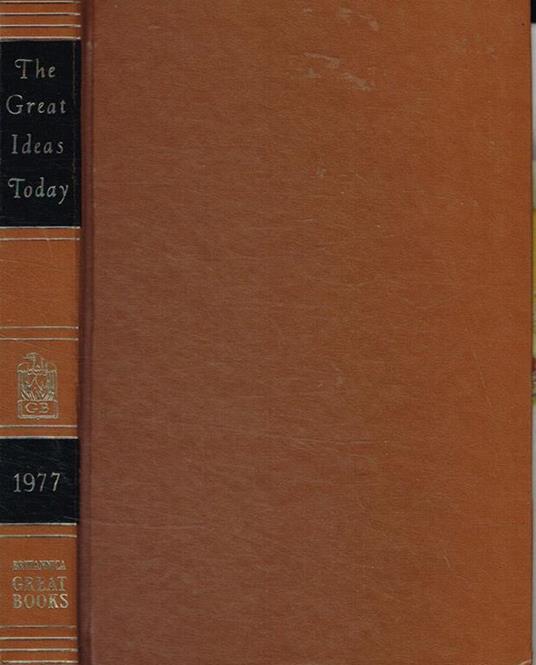 The
Great
Ideas
Today
GB
1977
BRITANNICA
GREAT
BOOKS